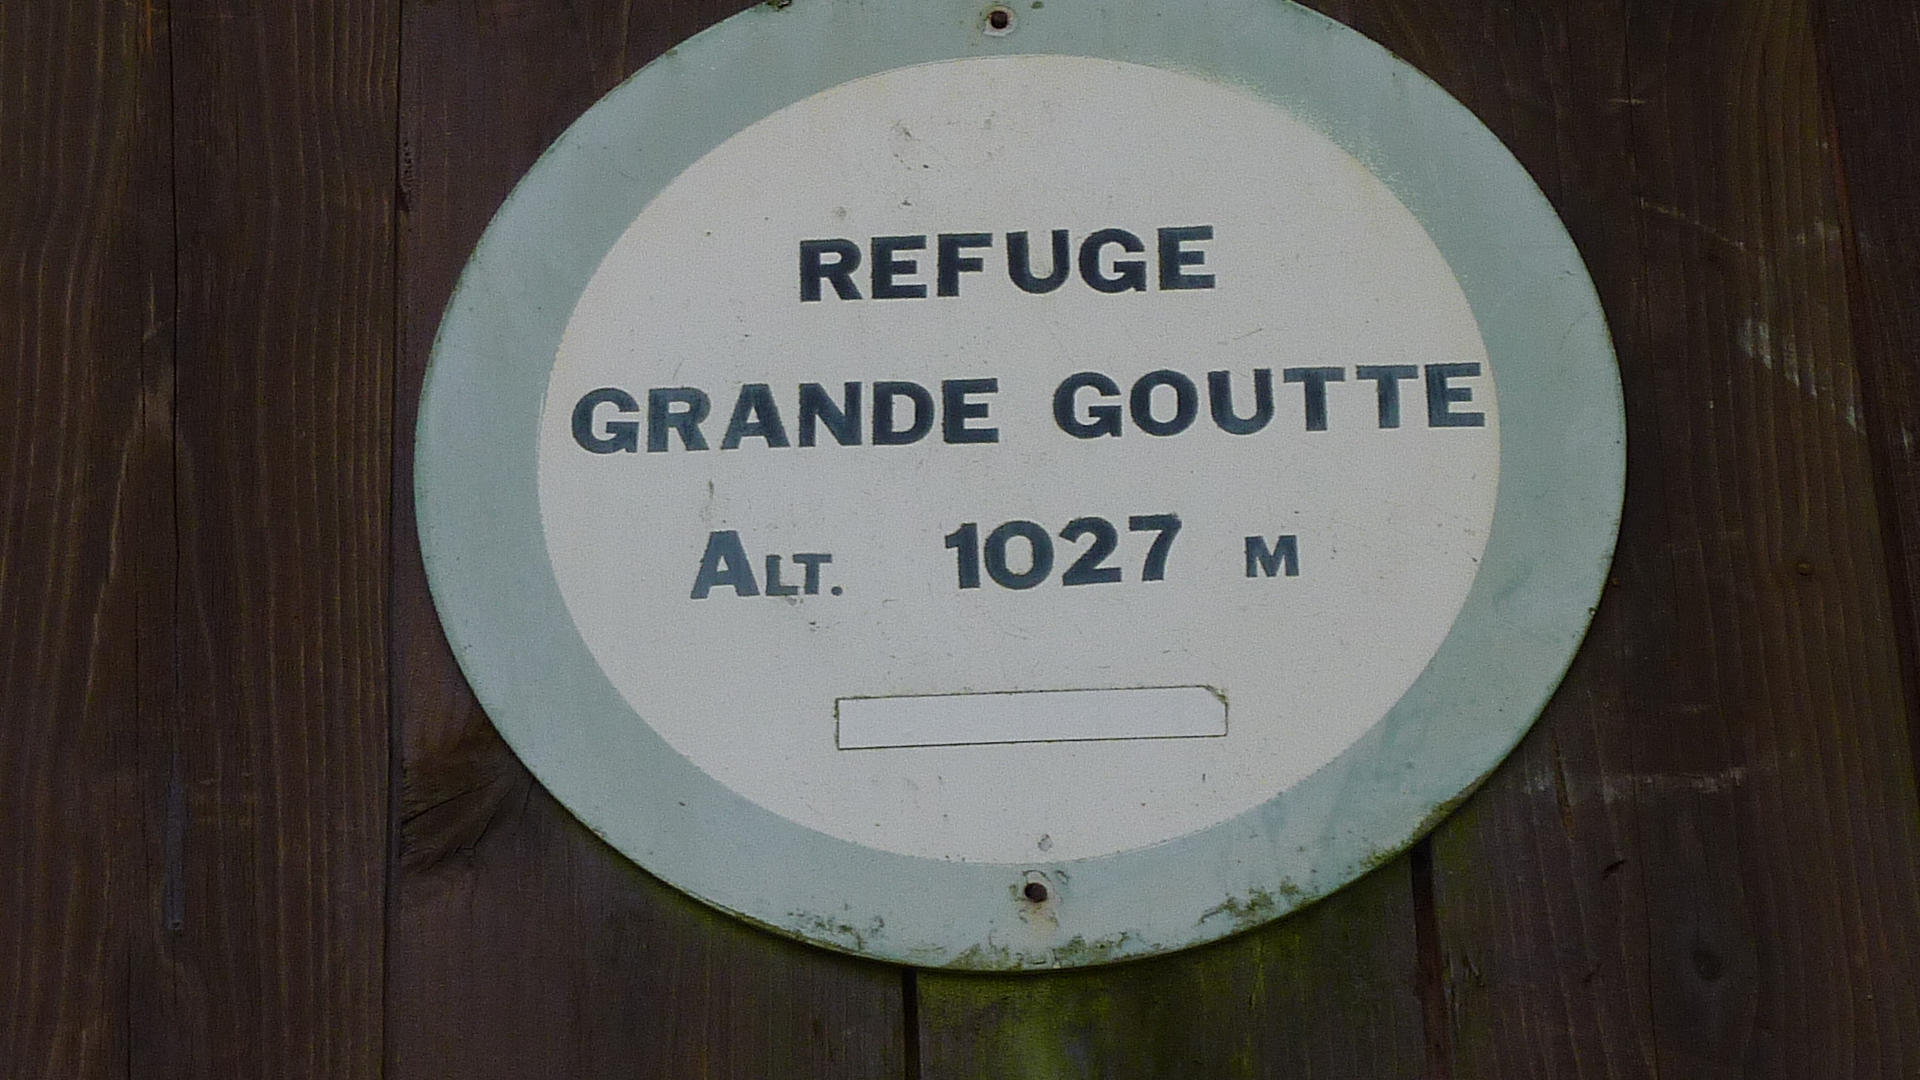 REFUGE
GRANDE GOUTTE
ALT. 1027 M